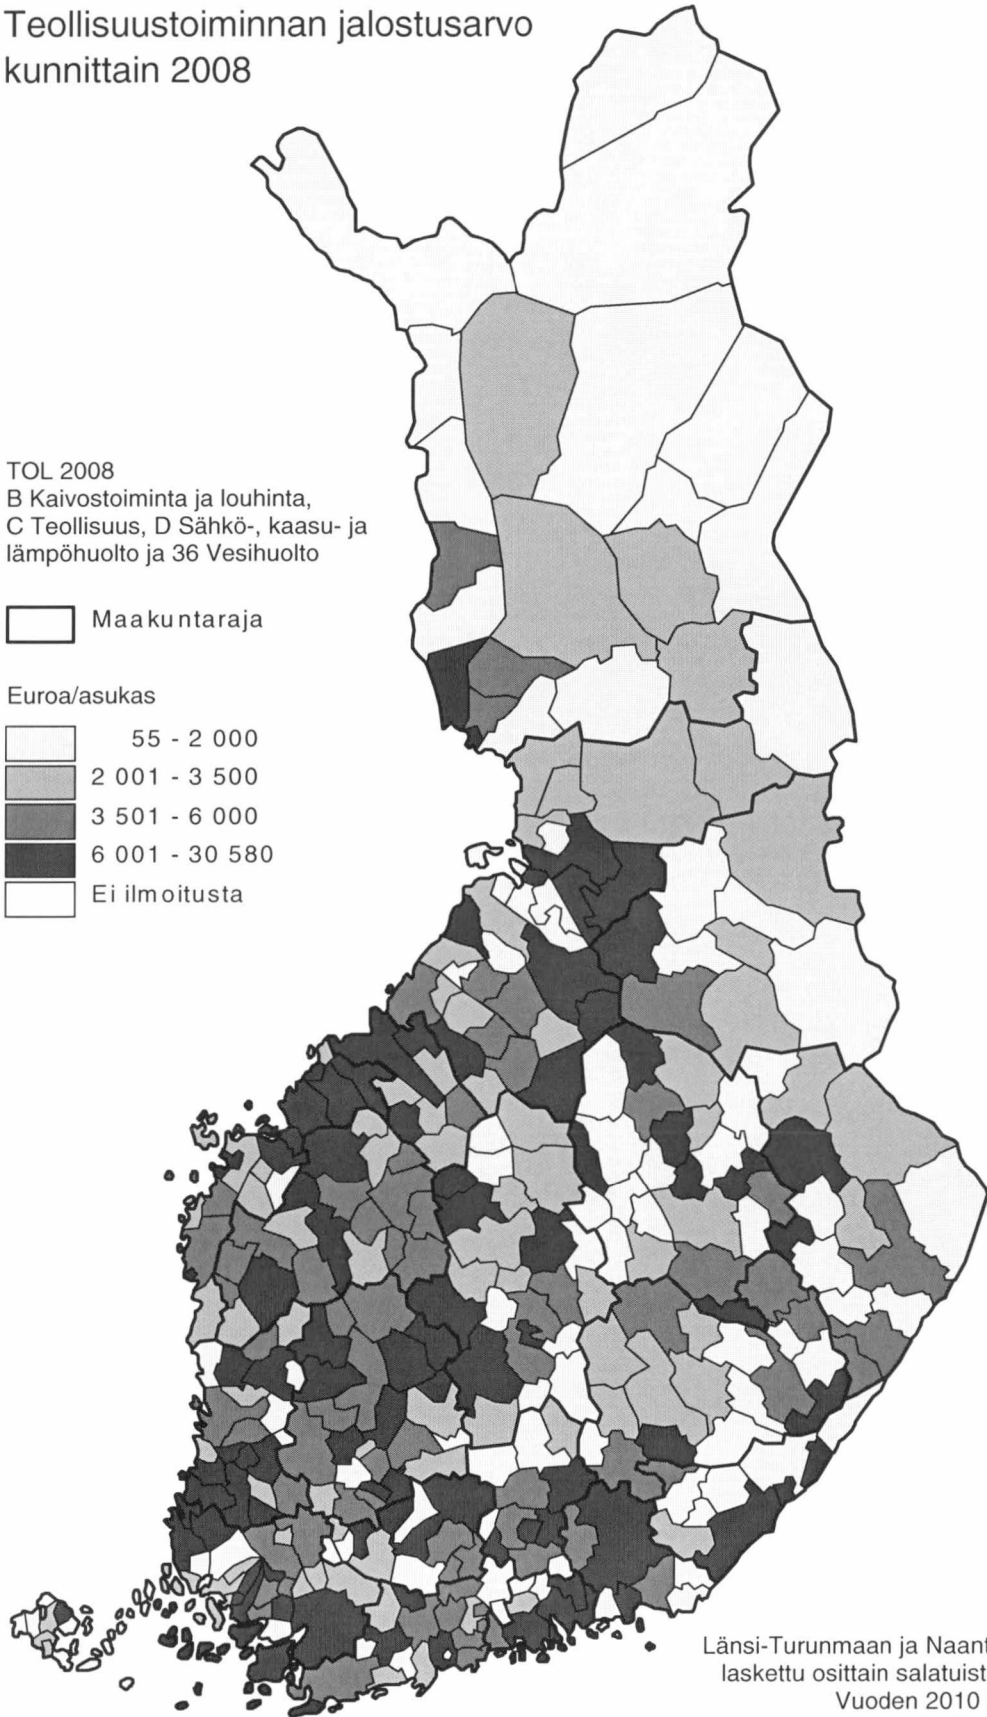 Teollisuustoiminnan jalostusarvo
kunnittain 2008
TOL 2008
B Kaivostoiminta ja louhinta,
C Teollisuus, D Sähkö-, kaasu- ja
lämpöhuolto ja 36 Vesihuolto
Maakuntaraja
Euroa/asukas
55 - 2 000
2 001 - 3 500
3 501 - 6 000
6 001 - 30 580
Ei ilmoitusta
Länsi-Turunmaan ja Naant
laskettu osittain salatuist
Vuoden 2010